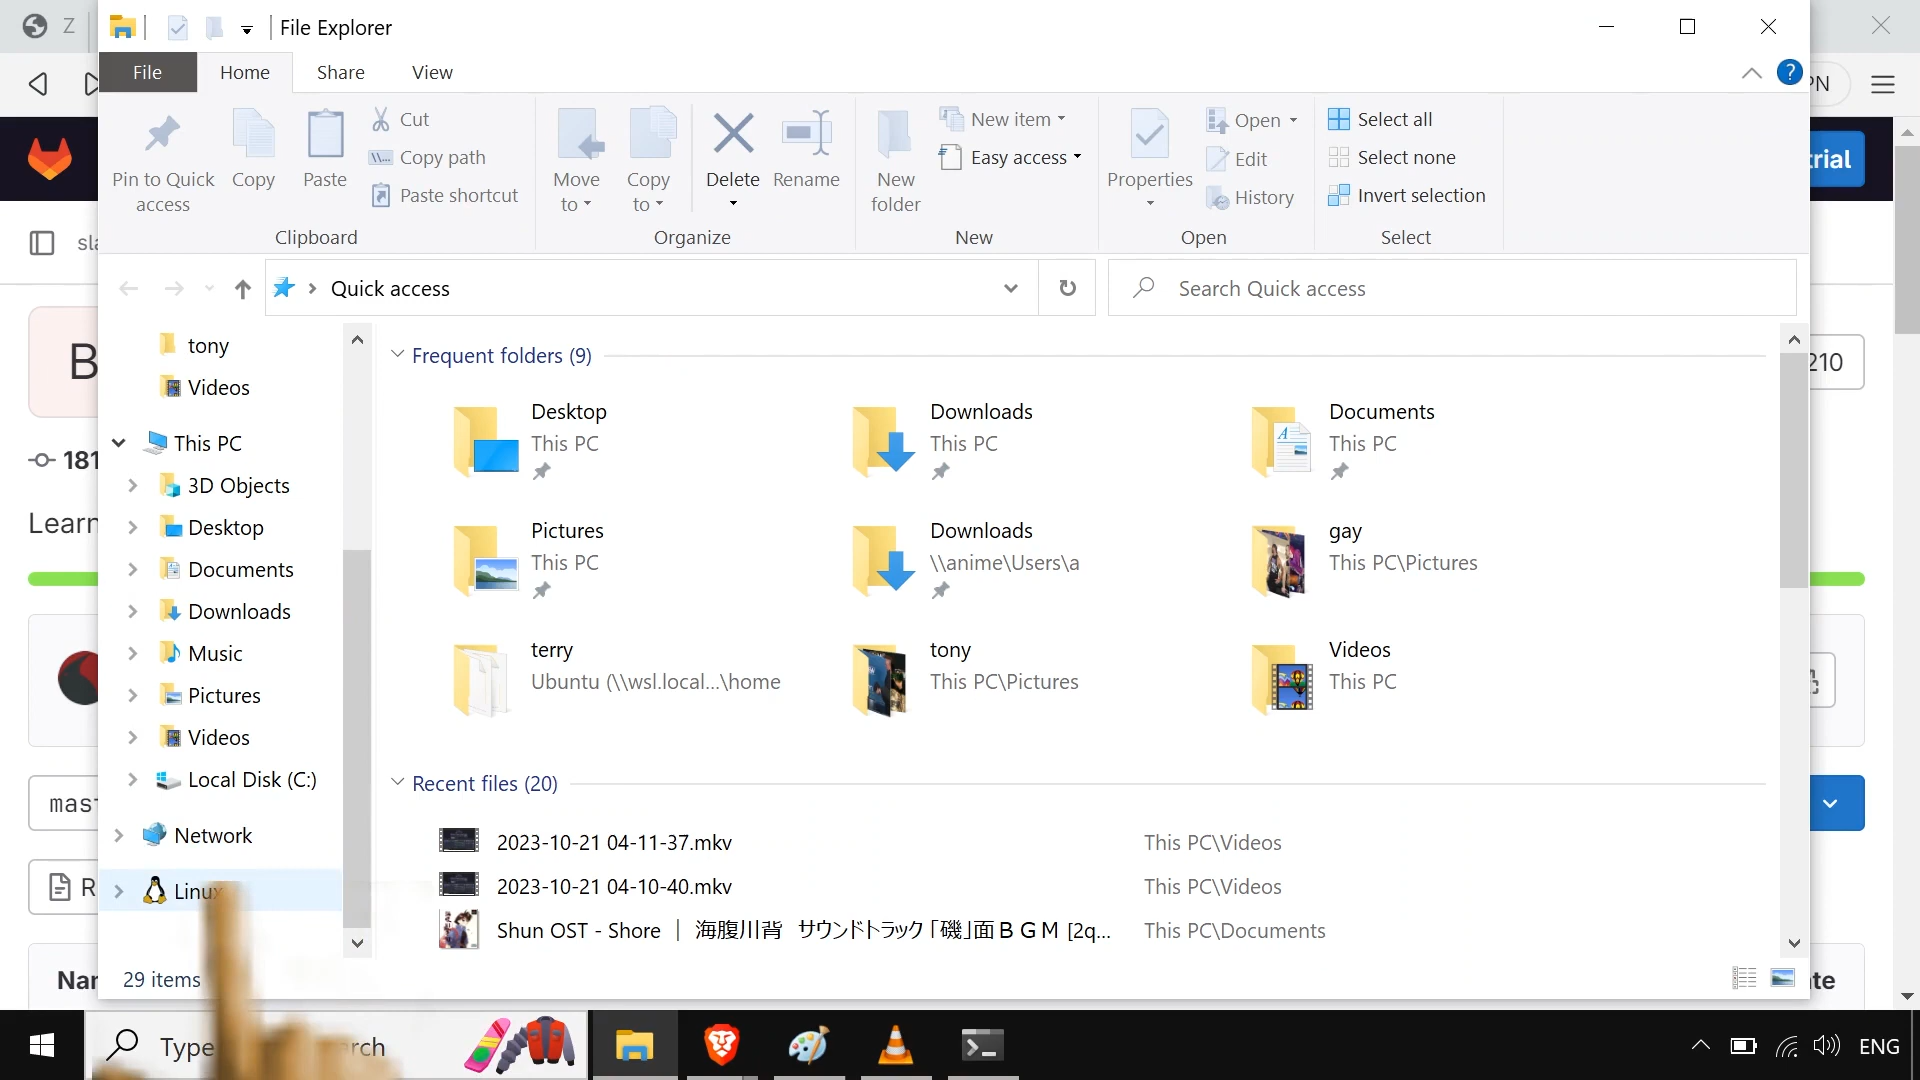 Z
File Explorer
File Home Share View
PN
Pin to Quick access
Copy
Paste
Cut
Copy path
Paste shortcut
Move to
Copy to
Delete
Rename
New folder
New item
Easy access
Properties
Open
Edit
History
Select all
Select none
Invert selection
Clipboard Organize New Open Select
Quick access
Search Quick access
tony
Videos
This PC
3D Objects
Desktop
Documents
Downloads
Music
Pictures
Videos
Local Disk (C:)
Network
Linux
29 items
Frequent folders (9)
Desktop
This PC
Downloads
This PC
Documents
This PC
Pictures
This PC
Downloads
\\anime\Users\a
gay
This PC\Pictures
terry
Ubuntu (\\wsl.local...\home
tony
This PC\Pictures
Videos
This PC
Recent files (20)
2023-10-21 04-11-37.mkv This PC\Videos
2023-10-21 04-10-40.mkv This PC\Videos
Shun OST - Shore ｜ 海腹川背 サウンドトラック「磯」面ＢＧＭ [2q... This PC\Documents
B
181
Learn
210
ENG